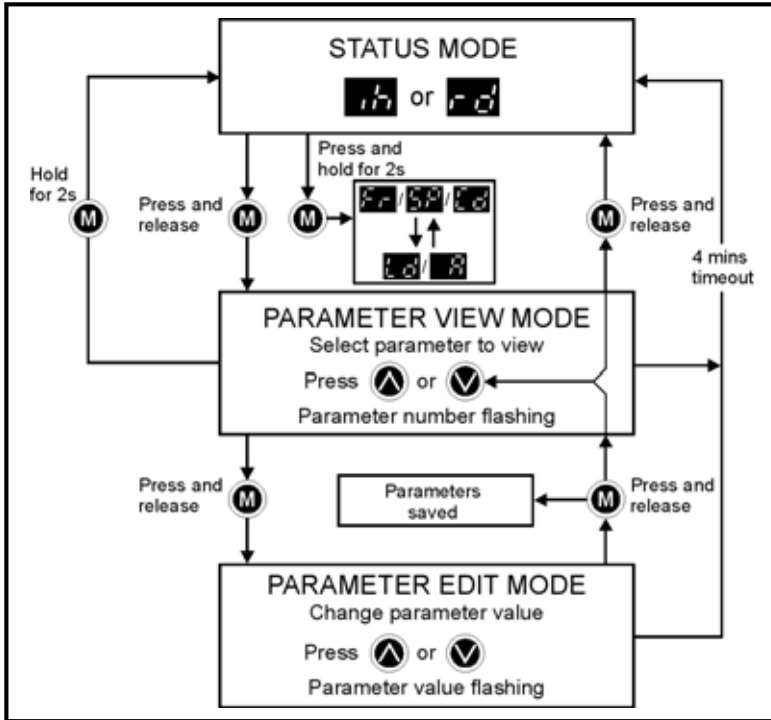 STATUS MODE
ih or rd
Hold
for 2s
M
Press and
release
M
Press and
hold for 2s
M
Fr/SP/Cd
Ld/A
M
Press and
release
4 mins
timeout
PARAMETER VIEW MODE
Select parameter to view
Press or
Parameter number flashing
Press and
release
M
Parameters
saved
M
Press and
release
PARAMETER EDIT MODE
Change parameter value
Press or
Parameter value flashing